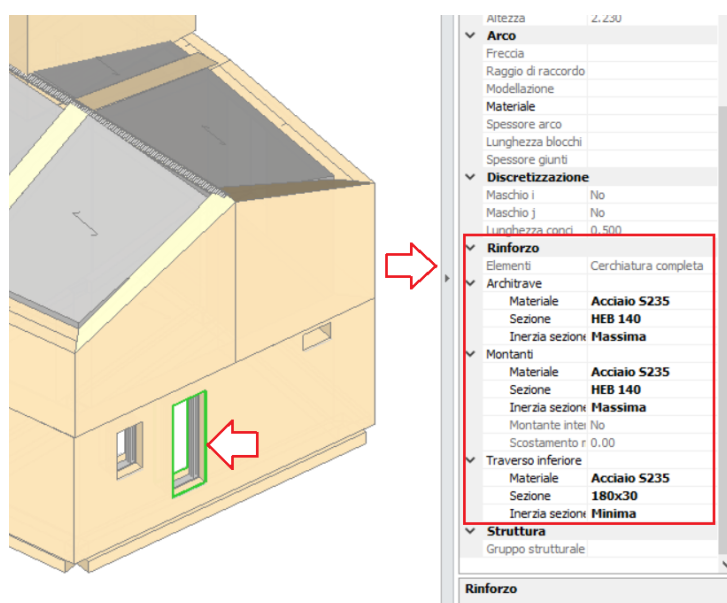 Altezza 2.230
Arco
Freccia
Raggio di raccordo
Modellazione
Materiale
Spessore arco
Lunghezza blocchi
Spessore giunti
Discretizzazione
Maschio i No
Maschio j No
Lunghezza conci 0.500
Rinforzo
Elementi Cerchiatura completa
Architrave
Materiale Acciaio S235
Sezione HEB 140
Inerzia sezione Massima
Montanti
Materiale Acciaio S235
Sezione HEB 140
Inerzia sezione Massima
Montante inter No
Scostamento r 0.00
Traverso inferiore
Materiale Acciaio S235
Sezione 180x30
Inerzia sezione Minima
Struttura
Gruppo strutturale
Rinforzo